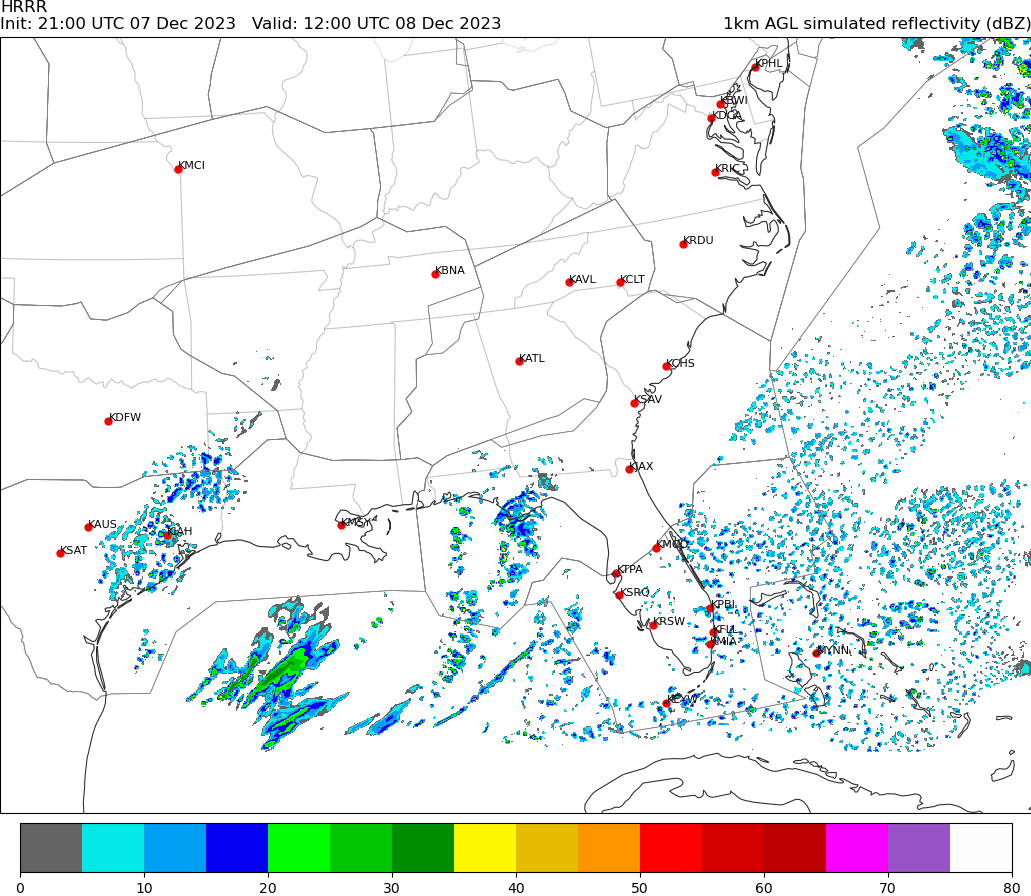 HRRR
Init: 21:00 UTC 07 Dec 2023   Valid: 12:00 UTC 08 Dec 2023   1km AGL simulated reflectivity (dBZ)
KPHL
KBWI
KDCA
KMCI
KRIC
KRDU
KBNA
KAVL
KCLT
KATL
KCHS
KSAV
KDFW
KJAX
KAUS
KMSY
KIAH
KSAT
KMCO
KTPA
KSRQ
KPBI
KRSW
KFLL
KMIA
MYNN
KEYW
0 10 20 30 40 50 60 70 80